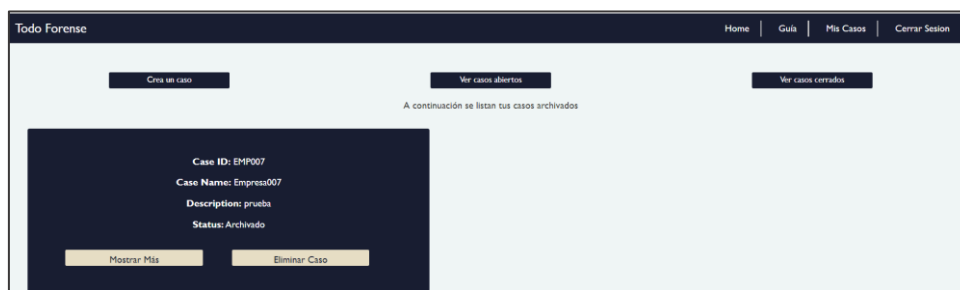 Todo Forense Home Guía Mis Casos Cerrar Sesion
Crea un caso Ver casos abiertos Ver casos cerrados
A continuación se listan tus casos archivados
Case ID: EMP007
Case Name: Empresa007
Description: prueba
Status: Archivado
Mostrar Más Eliminar Caso